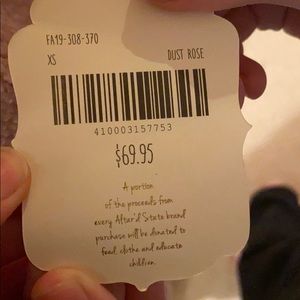 FA19-308-370
XS DUST ROSE
410003157753
$69.95
A portion
of the proceeds from
every Altar'd State brand
purchase will be donated to
feed, clothe and educate
children.